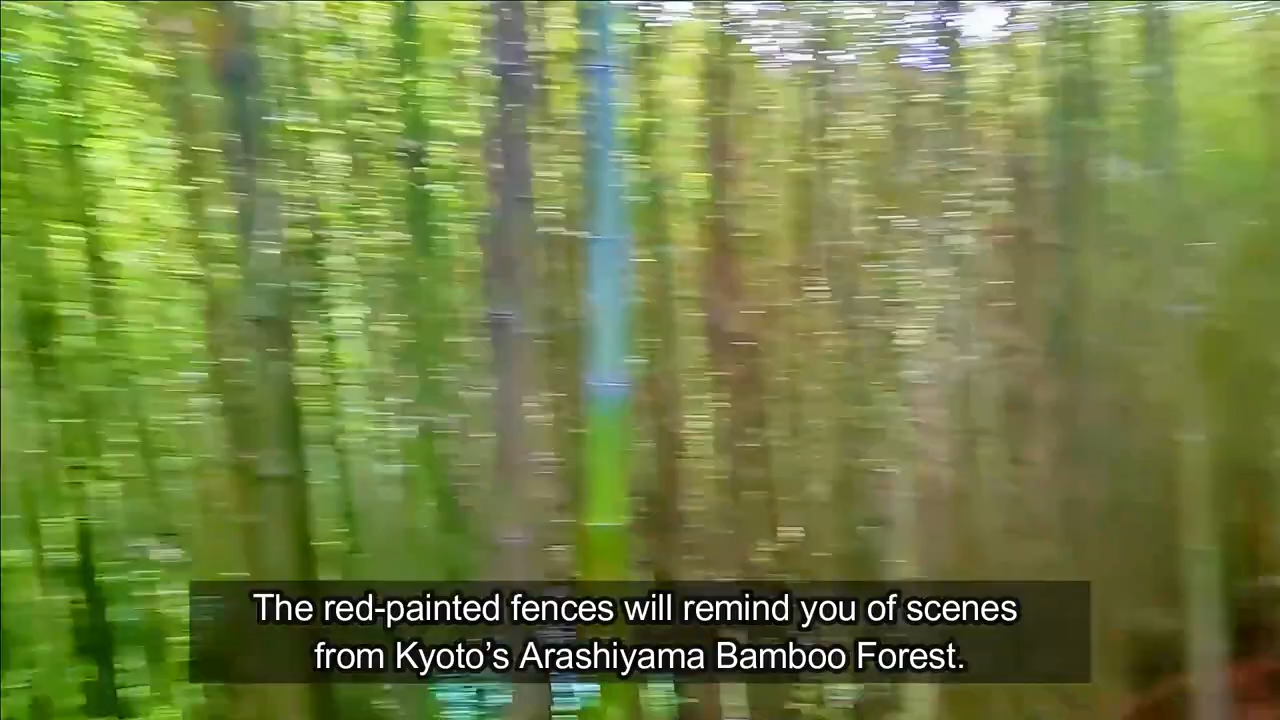 The red-painted fences will remind you of scenes
from Kyoto’s Arashiyama Bamboo Forest.